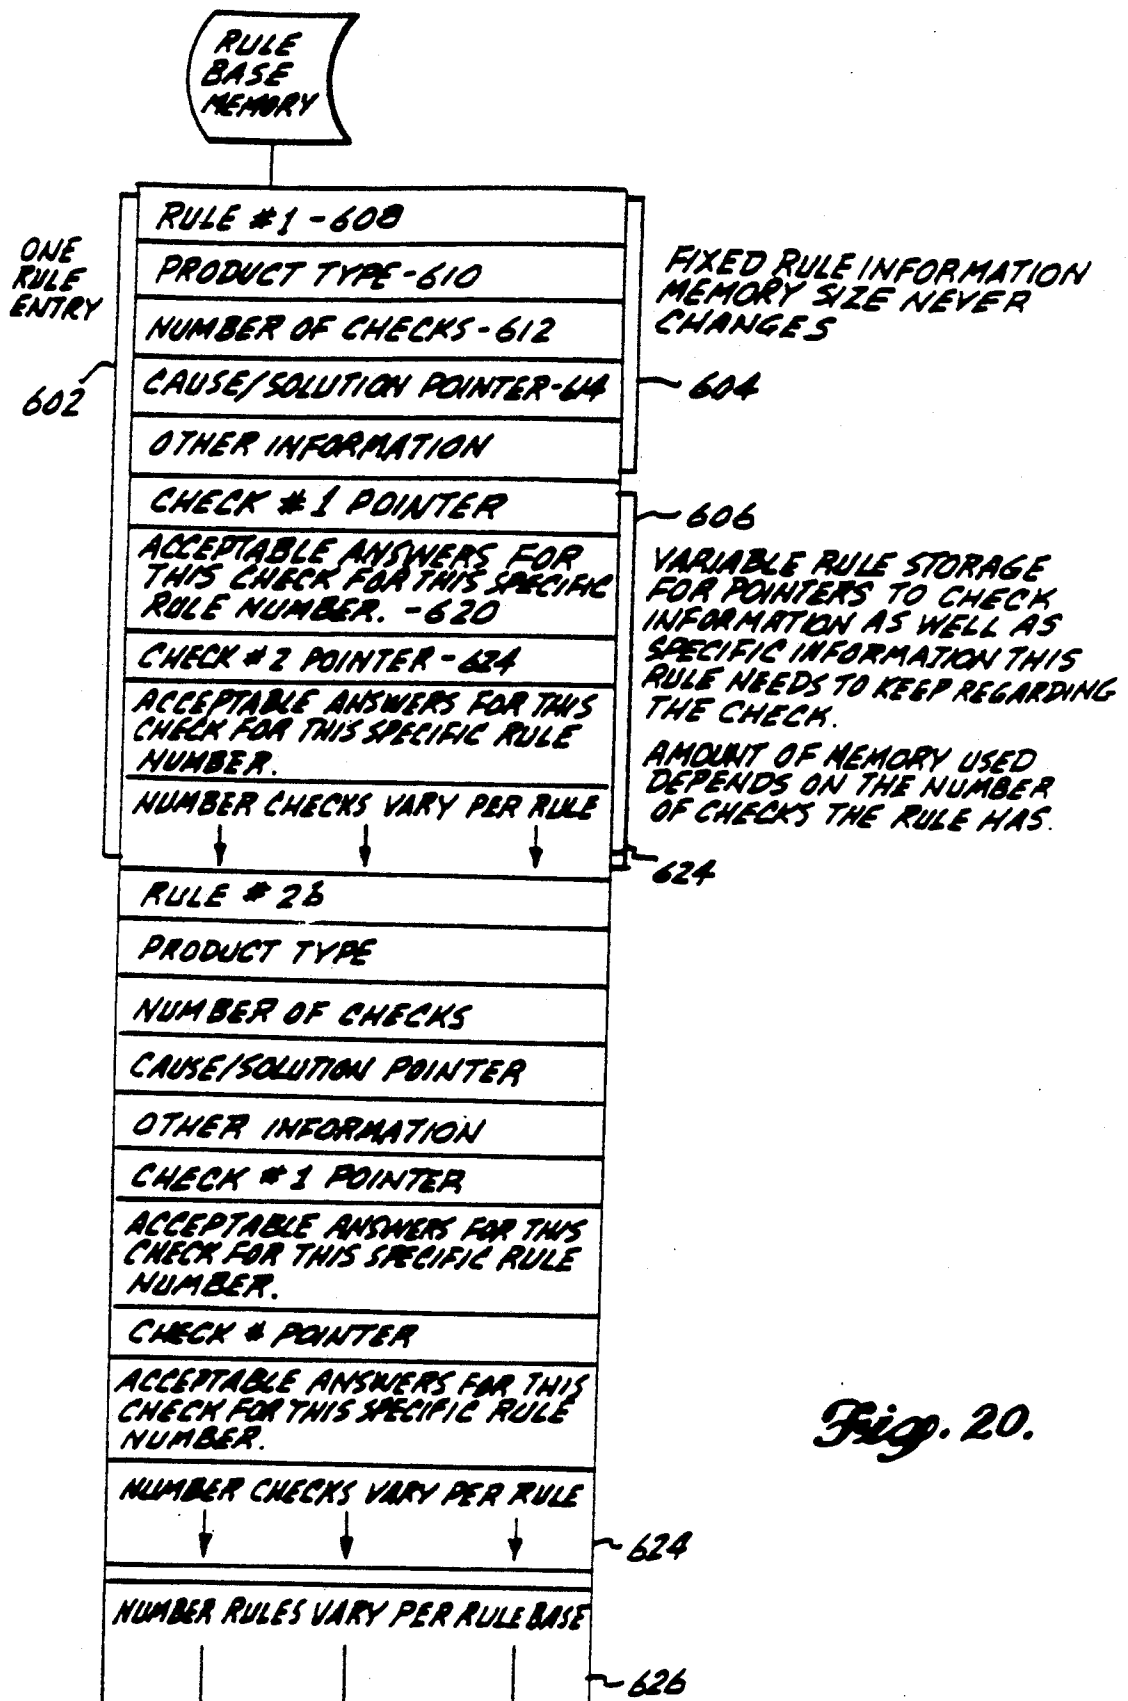 RULE
BASE
MEMORY
ONE
RULE
ENTRY
602
RULE #1 - 608
PRODUCT TYPE - 610
NUMBER OF CHECKS - 612
CAUSE/SOLUTION POINTER - 614
OTHER INFORMATION
FIXED RULE INFORMATION
MEMORY SIZE NEVER
CHANGES
604
CHECK #1 POINTER
ACCEPTABLE ANSWERS FOR
THIS CHECK FOR THIS SPECIFIC
RULE NUMBER. - 620
CHECK #2 POINTER - 624
ACCEPTABLE ANSWERS FOR THIS
CHECK FOR THIS SPECIFIC RULE
NUMBER.
NUMBER CHECKS VARY PER RULE
606
VARIABLE RULE STORAGE
FOR POINTERS TO CHECK
INFORMATION AS WELL AS
SPECIFIC INFORMATION THIS
RULE NEEDS TO KEEP REGARDING
THE CHECK.
AMOUNT OF MEMORY USED
DEPENDS ON THE NUMBER
OF CHECKS THE RULE HAS.
624
RULE # 26
PRODUCT TYPE
NUMBER OF CHECKS
CAUSE/SOLUTION POINTER
OTHER INFORMATION
CHECK #1 POINTER
ACCEPTABLE ANSWERS FOR THIS
CHECK FOR THIS SPECIFIC RULE
NUMBER.
CHECK # POINTER
ACCEPTABLE ANSWERS FOR THIS
CHECK FOR THIS SPECIFIC RULE
NUMBER.
NUMBER CHECKS VARY PER RULE
624
NUMBER RULES VARY PER RULE BASE
626
Fig. 20.